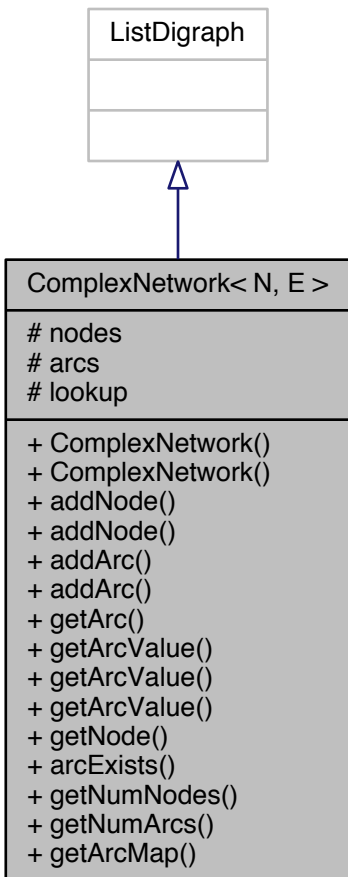 ListDigraph
ComplexNetwork< N, E >
# nodes
# arcs
# lookup
+ ComplexNetwork()
+ ComplexNetwork()
+ addNode()
+ addNode()
+ addArc()
+ addArc()
+ getArc()
+ getArcValue()
+ getArcValue()
+ getArcValue()
+ getNode()
+ arcExists()
+ getNumNodes()
+ getNumArcs()
+ getArcMap()